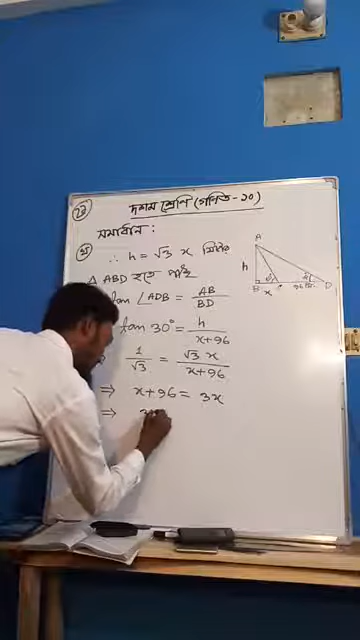 দশম শ্রেণি (গণিত-১০)
সমাধান :
∴ h = √3 x মিটার
△ ABD হতে পাই
tan ∠ADB = AB/BD
tan 30° = h/(x+96)
1/√3 = √3 x/(x+96)
⇒ x+96 = 3x
⇒
A
h
B
x
D